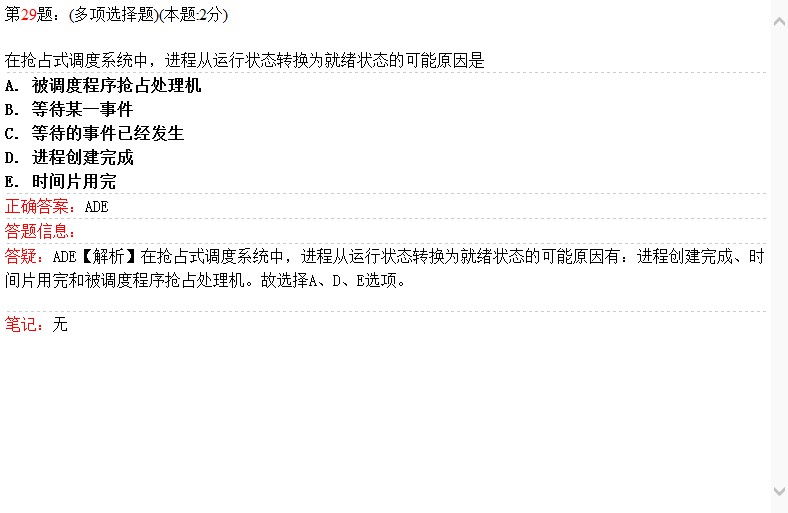 第29题：(多项选择题)(本题:2分)
在抢占式调度系统中，进程从运行状态转换为就绪状态的可能原因是
A. 被调度程序抢占处理机
B. 等待某一事件
C. 等待的事件已经发生
D. 进程创建完成
E. 时间片用完
正确答案：ADE
答题信息：
答疑：ADE【解析】在抢占式调度系统中，进程从运行状态转换为就绪状态的可能原因有：进程创建完成、时
间片用完和被调度程序抢占处理机。故选择A、D、E选项。
笔记：无